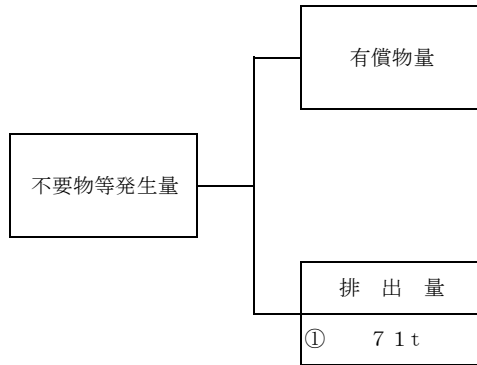 有償物量
不要物等発生量
排 出 量
① ７１ｔ